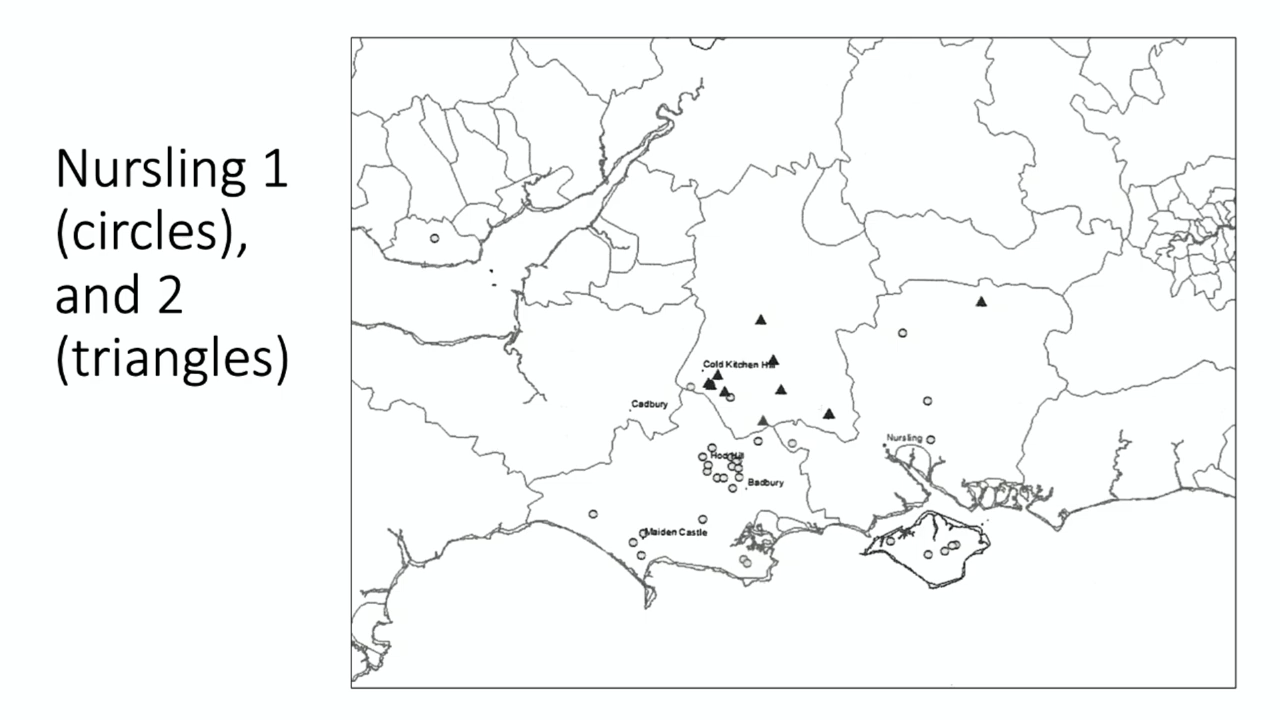 Nursling 1
(circles),
and 2
(triangles)
Cold Kitchen Hill
Cadbury
Nursling
Hod Hill
Badbury
Maiden Castle